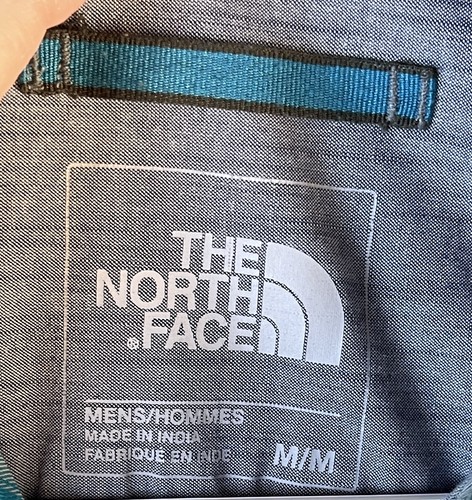 THE
NORTH
®FACE
MENS/HOMMES
MADE IN INDIA
FABRIQUE EN INDE
M/M